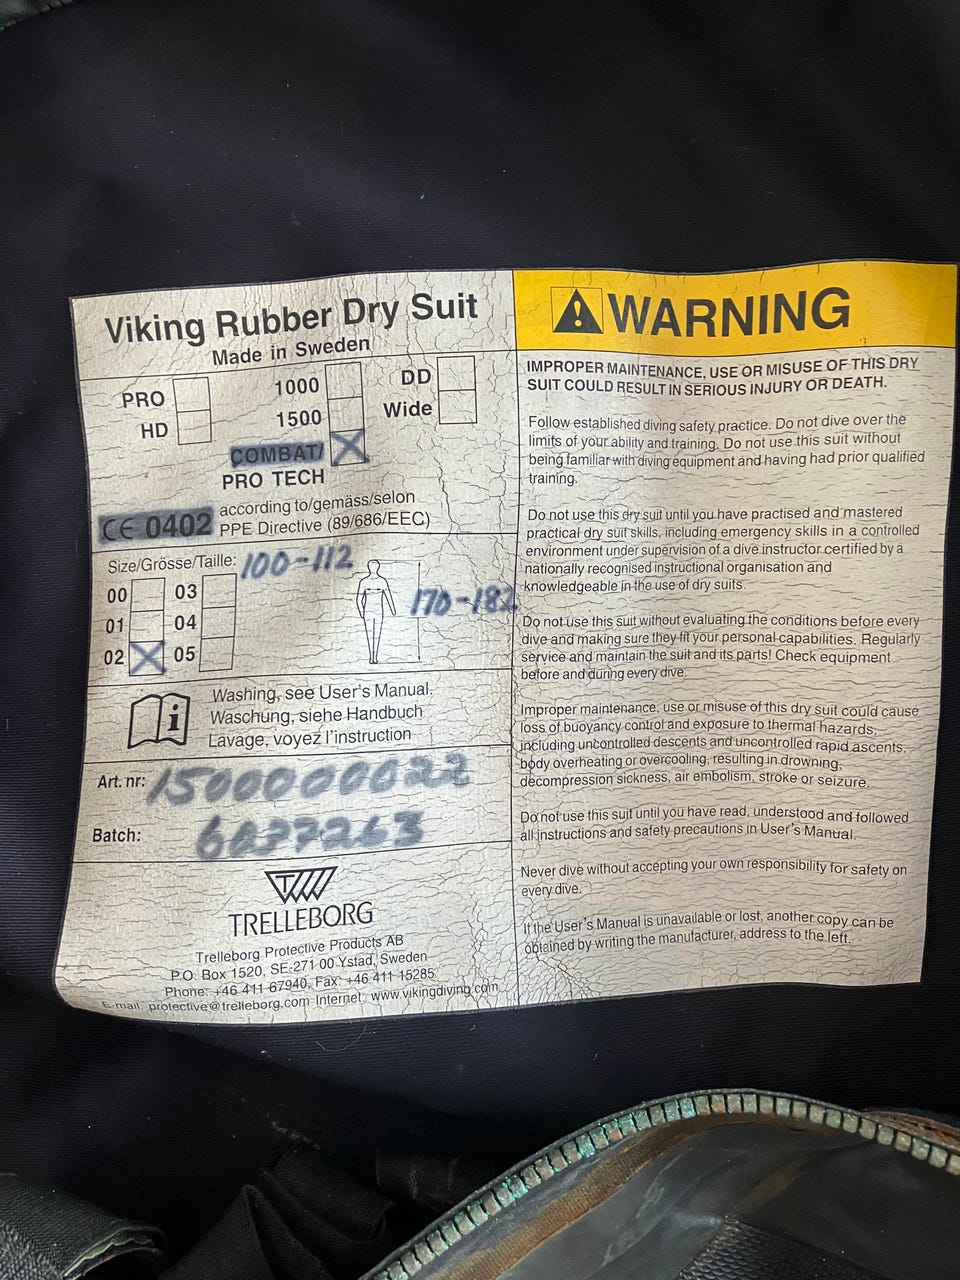 Viking Rubber Dry Suit
Made in Sweden
PRO
HD
1000
1500
COMBAT/
PRO TECH
DD
Wide
CE 0402
according to/gemäss/selon
PPE Directive (89/686/EEC)
Size/Grösse/Taille: 100-112
00
01
02
03
04
05
170-182
Washing, see User's Manual.
Waschung, siehe Handbuch
Lavage, voyez l'instruction
Art. nr: 1500000022
Batch:
TRELLEBORG
Trelleborg Protective Products AB
P.O. Box 1520, SE-271 00 Ystad, Sweden
Phone: +46 411 67940, Fax: +46 411 15285
E-mail: protective@trelleborg.com Internet: www.vikingdiving.com
WARNING
IMPROPER MAINTENANCE, USE OR MISUSE OF THIS DRY
SUIT COULD RESULT IN SERIOUS INJURY OR DEATH.
Follow established diving safety practice. Do not dive over the
limits of your ability and training. Do not use this suit without
being familiar with diving equipment and having had prior qualified
training.
Do not use this dry suit until you have practised and mastered
practical dry suit skills, including emergency skills in a controlled
environment under supervision of a dive instructor certified by a
nationally recognised instructional organisation and
knowledgeable in the use of dry suits.
Do not use this suit without evaluating the conditions before every
dive and making sure they fit your personal capabilities. Regularly
service and maintain the suit and its parts! Check equipment
before and during every dive.
Improper maintenance, use or misuse of this dry suit could cause
loss of buoyancy control and exposure to thermal hazards,
including uncontrolled descents and uncontrolled rapid ascents,
body overheating or overcooling, resulting in drowning,
decompression sickness, air embolism, stroke or seizure.
Do not use this suit until you have read, understood and followed
all instructions and safety precautions in User's Manual.
Never dive without accepting your own responsibility for safety on
every dive.
If the User's Manual is unavailable or lost, another copy can be
obtained by writing the manufacturer, address to the left.